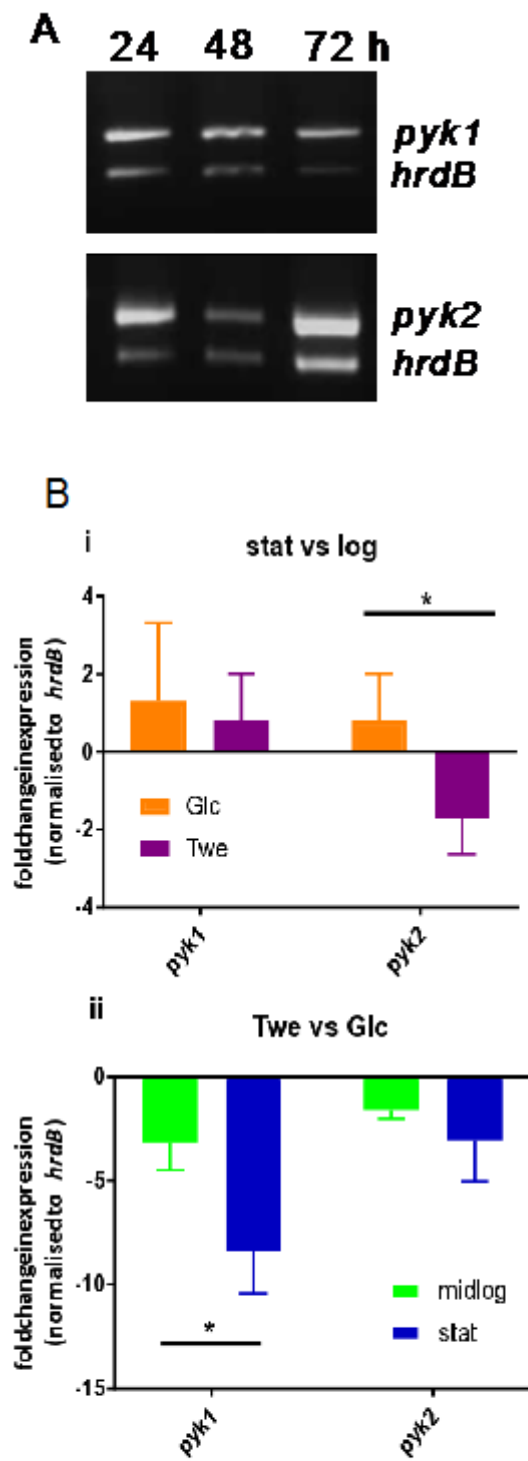 A
24 48 72 h
pyk1
hrdB
pyk2
hrdB
B
i
stat vs log
foldchangeinexpression
(normalisedto hrdB)
4
2
0
-2
-4
*
Glc
Twe
pyk1
pyk2
ii
Twe vs Glc
foldchangeinexpression
(normalisedto hrdB)
0
-5
-10
-15
*
midlog
stat
pyk1
pyk2